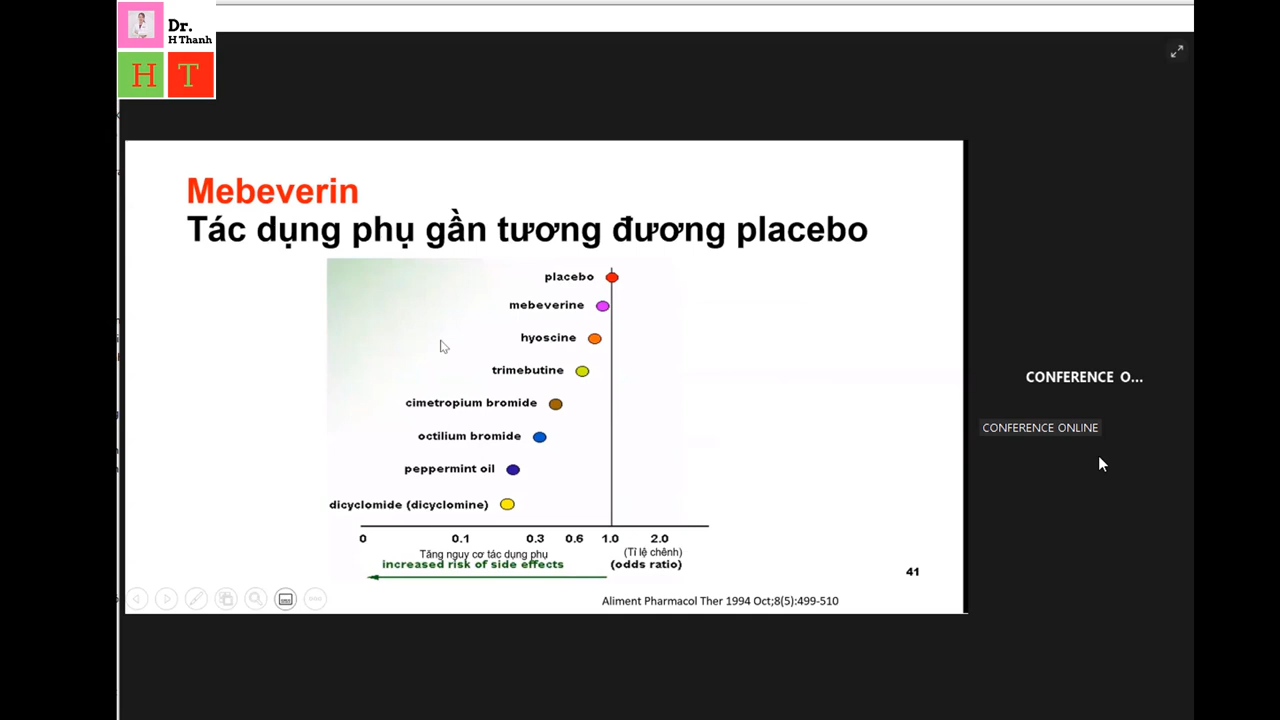 Dr.
H Thanh
H T
Mebeverin
Tác dụng phụ gần tương đương placebo
placebo
mebeverine
hyoscine
trimebutine
cimetropium bromide
octilium bromide
peppermint oil
dicyclomide (dicyclomine)
0 0.1 0.3 0.6 1.0 2.0
Tăng nguy cơ tác dụng phụ (Tỉ lệ chênh)
increased risk of side effects (odds ratio)
41
Aliment Pharmacol Ther 1994 Oct;8(5):499-510
CONFERENCE O...
CONFERENCE ONLINE